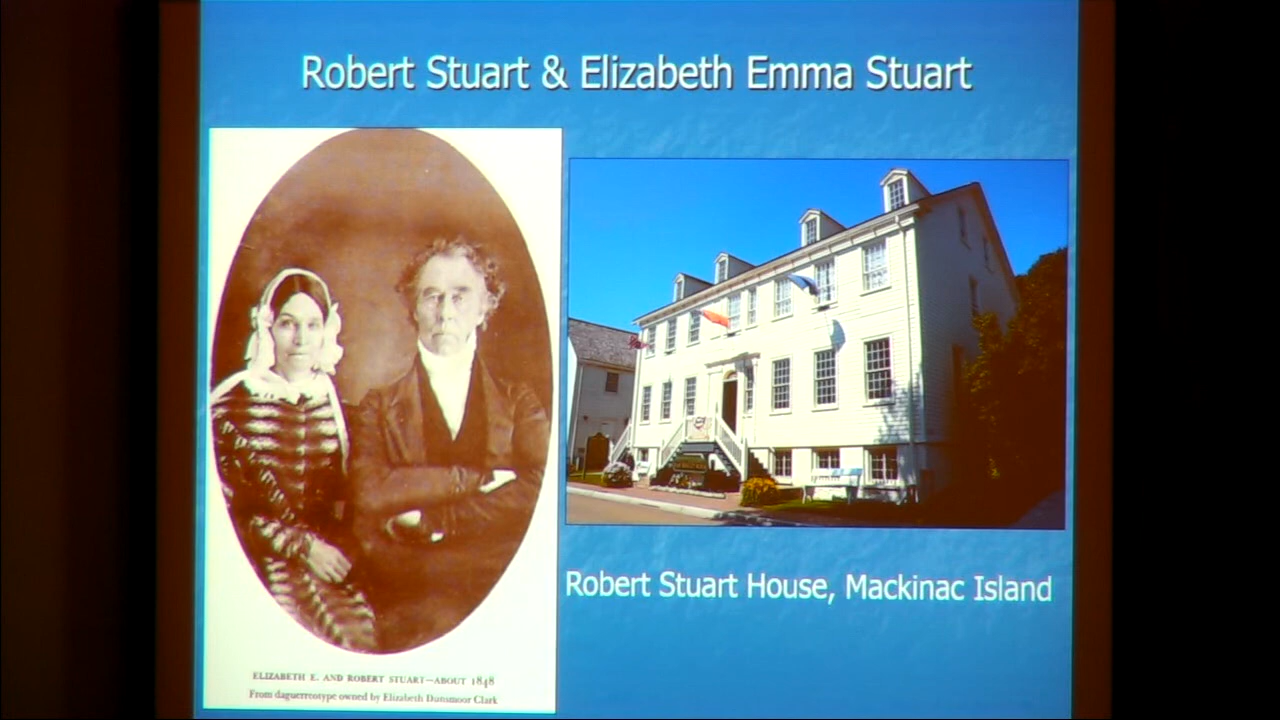 Robert Stuart & Elizabeth Emma Stuart
ELIZABETH E. AND ROBERT STUART—ABOUT 1848
From daguerreotype owned by Elizabeth Dunsmoor Clark
Robert Stuart House, Mackinac Island